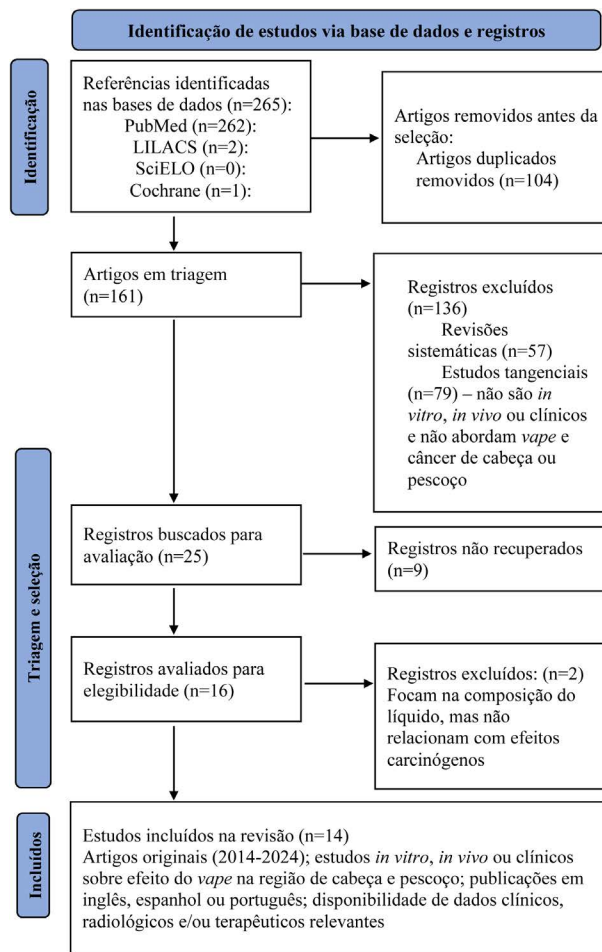 Identificação de estudos via base de dados e registros
Identificação
Referências identificadas
nas bases de dados (n=265):
PubMed (n=262):
LILACS (n=2):
SciELO (n=0):
Cochrane (n=1):
Artigos removidos antes da
seleção:
Artigos duplicados
removidos (n=104)
Artigos em triagem
(n=161)
Registros excluídos
(n=136)
Revisões
sistemáticas (n=57)
Estudos tangenciais
(n=79) – não são in
vitro, in vivo ou clínicos
e não abordam vape e
câncer de cabeça ou
pescoço
Triagem e seleção
Registros buscados para
avaliação (n=25)
Registros não recuperados
(n=9)
Registros avaliados para
elegibilidade (n=16)
Registros excluídos: (n=2)
Focam na composição do
líquido, mas não
relacionam com efeitos
carcinógenos
Incluídos
Estudos incluídos na revisão (n=14)
Artigos originais (2014-2024); estudos in vitro, in vivo ou clínicos
sobre efeito do vape na região de cabeça e pescoço; publicações em
inglês, espanhol ou português; disponibilidade de dados clínicos,
radiológicos e/ou terapêuticos relevantes